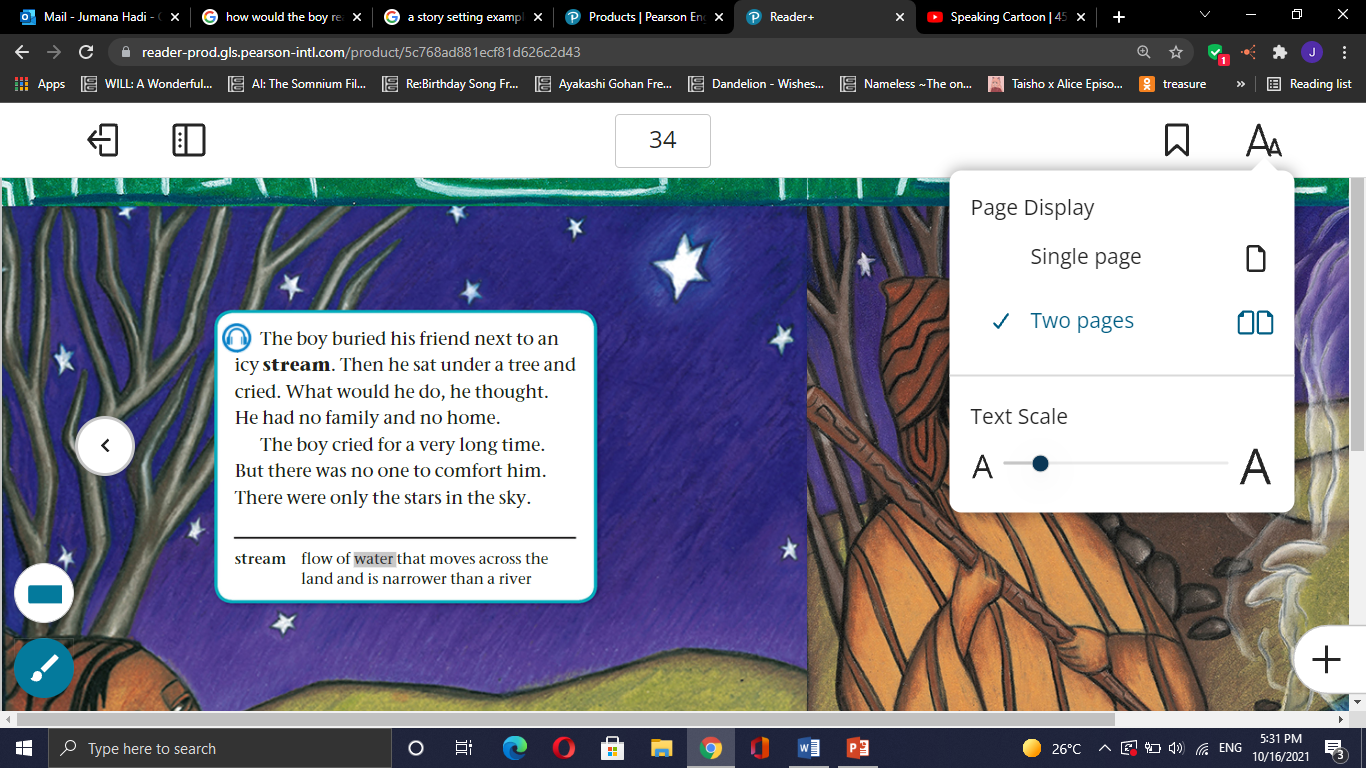 Mail - Jumana Hadi - 
how would the boy re
a story setting exampl
Products | Pearson En
Reader+
Speaking Cartoon | 45
reader-prod.gls.pearson-intl.com/product/5c768ad881ecf81d626c2d43
J
1
Apps
WILL: A Wonderful...
AI: The Somnium Fil...
Re:Birthday Song Fr...
Ayakashi Gohan Fre...
Dandelion - Wishes...
Nameless ~The on...
Taisho x Alice Episo...
treasure
»
Reading list
34
Page Display
Single page
Two pages
Text Scale
A
A
The boy buried his friend next to an
icy stream. Then he sat under a tree and
cried. What would he do, he thought.
He had no family and no home.
The boy cried for a very long time.
But there was no one to comfort him.
There were only the stars in the sky.
stream flow of water that moves across the
land and is narrower than a river
Type here to search
26°C
ENG
5:31 PM
10/16/2021
3